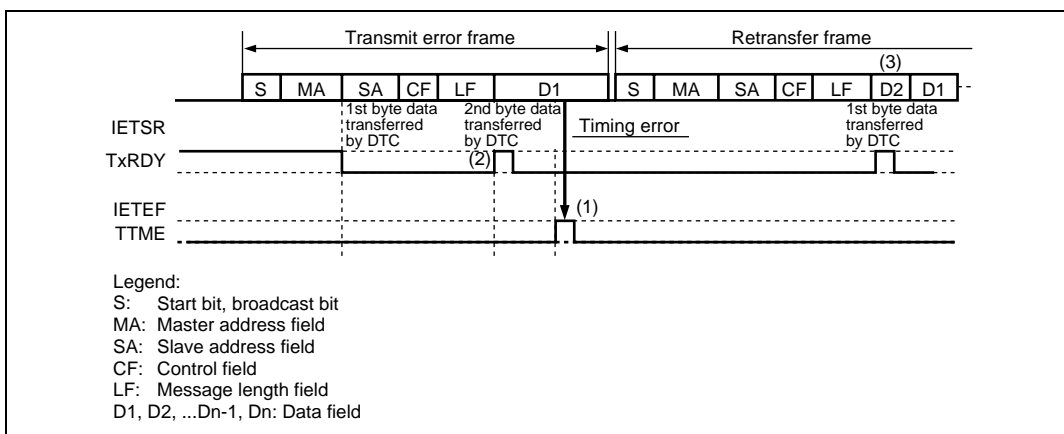 Transmit error frame Retransfer frame
(3)
S MA SA CF LF D1 S MA SA CF LF D2 D1
1st byte data transferred by DTC
2nd byte data transferred by DTC
Timing error
1st byte data transferred by DTC
IETSR
TxRDY
(2)
IETEF
TTME
(1)
Legend:
S: Start bit, broadcast bit
MA: Master address field
SA: Slave address field
CF: Control field
LF: Message length field
D1, D2, ...Dn-1, Dn: Data field